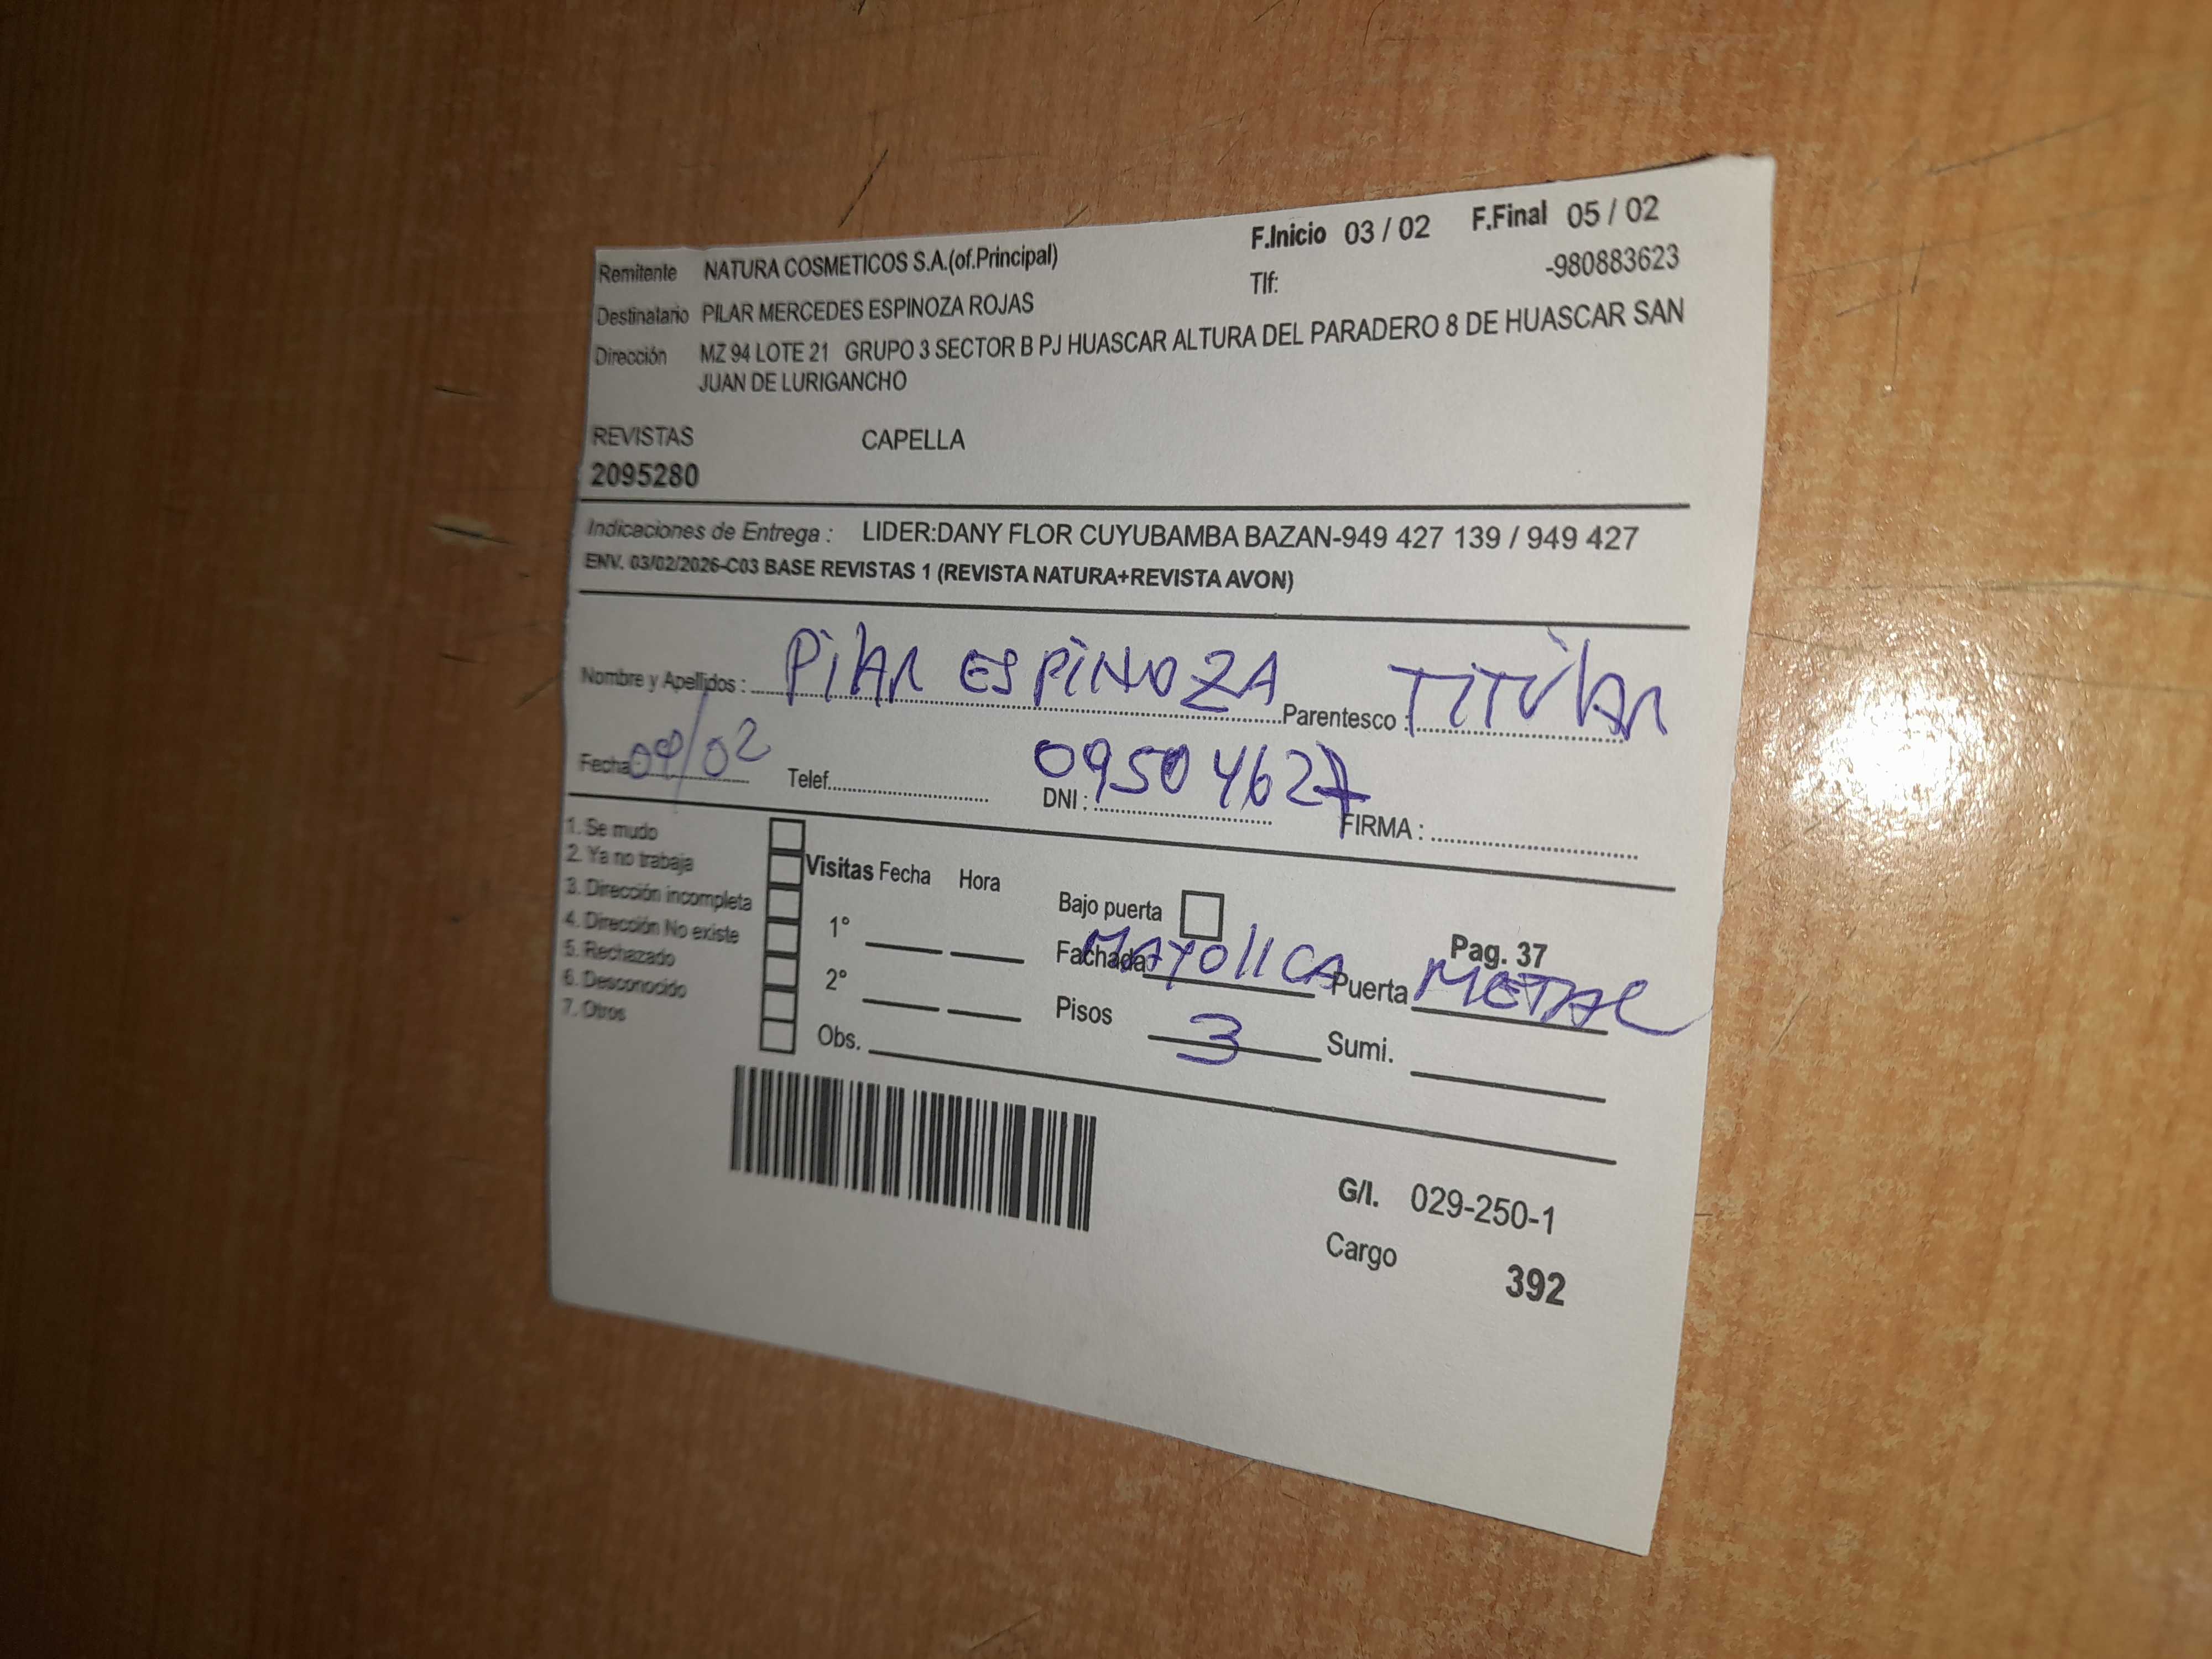 F.Inicio 03 / 02 F.Final 05 / 02
Remitente NATURA COSMETICOS S.A.(of.Principal) Tlf: -980883623
Destinatario PILAR MERCEDES ESPINOZA ROJAS
Dirección MZ 94 LOTE 21 GRUPO 3 SECTOR B PJ HUASCAR ALTURA DEL PARADERO 8 DE HUASCAR SAN
JUAN DE LURIGANCHO
REVISTAS CAPELLA
2095280
Indicaciones de Entrega : LIDER:DANY FLOR CUYUBAMBA BAZAN-949 427 139 / 949 427
ENV. 03/02/2026-C03 BASE REVISTAS 1 (REVISTA NATURA+REVISTA AVON)
Nombre y Apellidos : PilAR ESPiNOZA Parentesco : TiTUlAR
Fecha /02 Telef. DNI : 09504627 FIRMA :
1. Se mudo
2. Ya no trabaja
3. Dirección incompleta
4. Dirección No existe
5. Rechazado
6. Desconocido
7. Otros
Visitas Fecha Hora
1°
2°
Obs.
Bajo puerta
Pag. 37
Fachada MAYOlICA Puerta METAL
Pisos 3 Sumi.
G/I. 029-250-1
Cargo 392